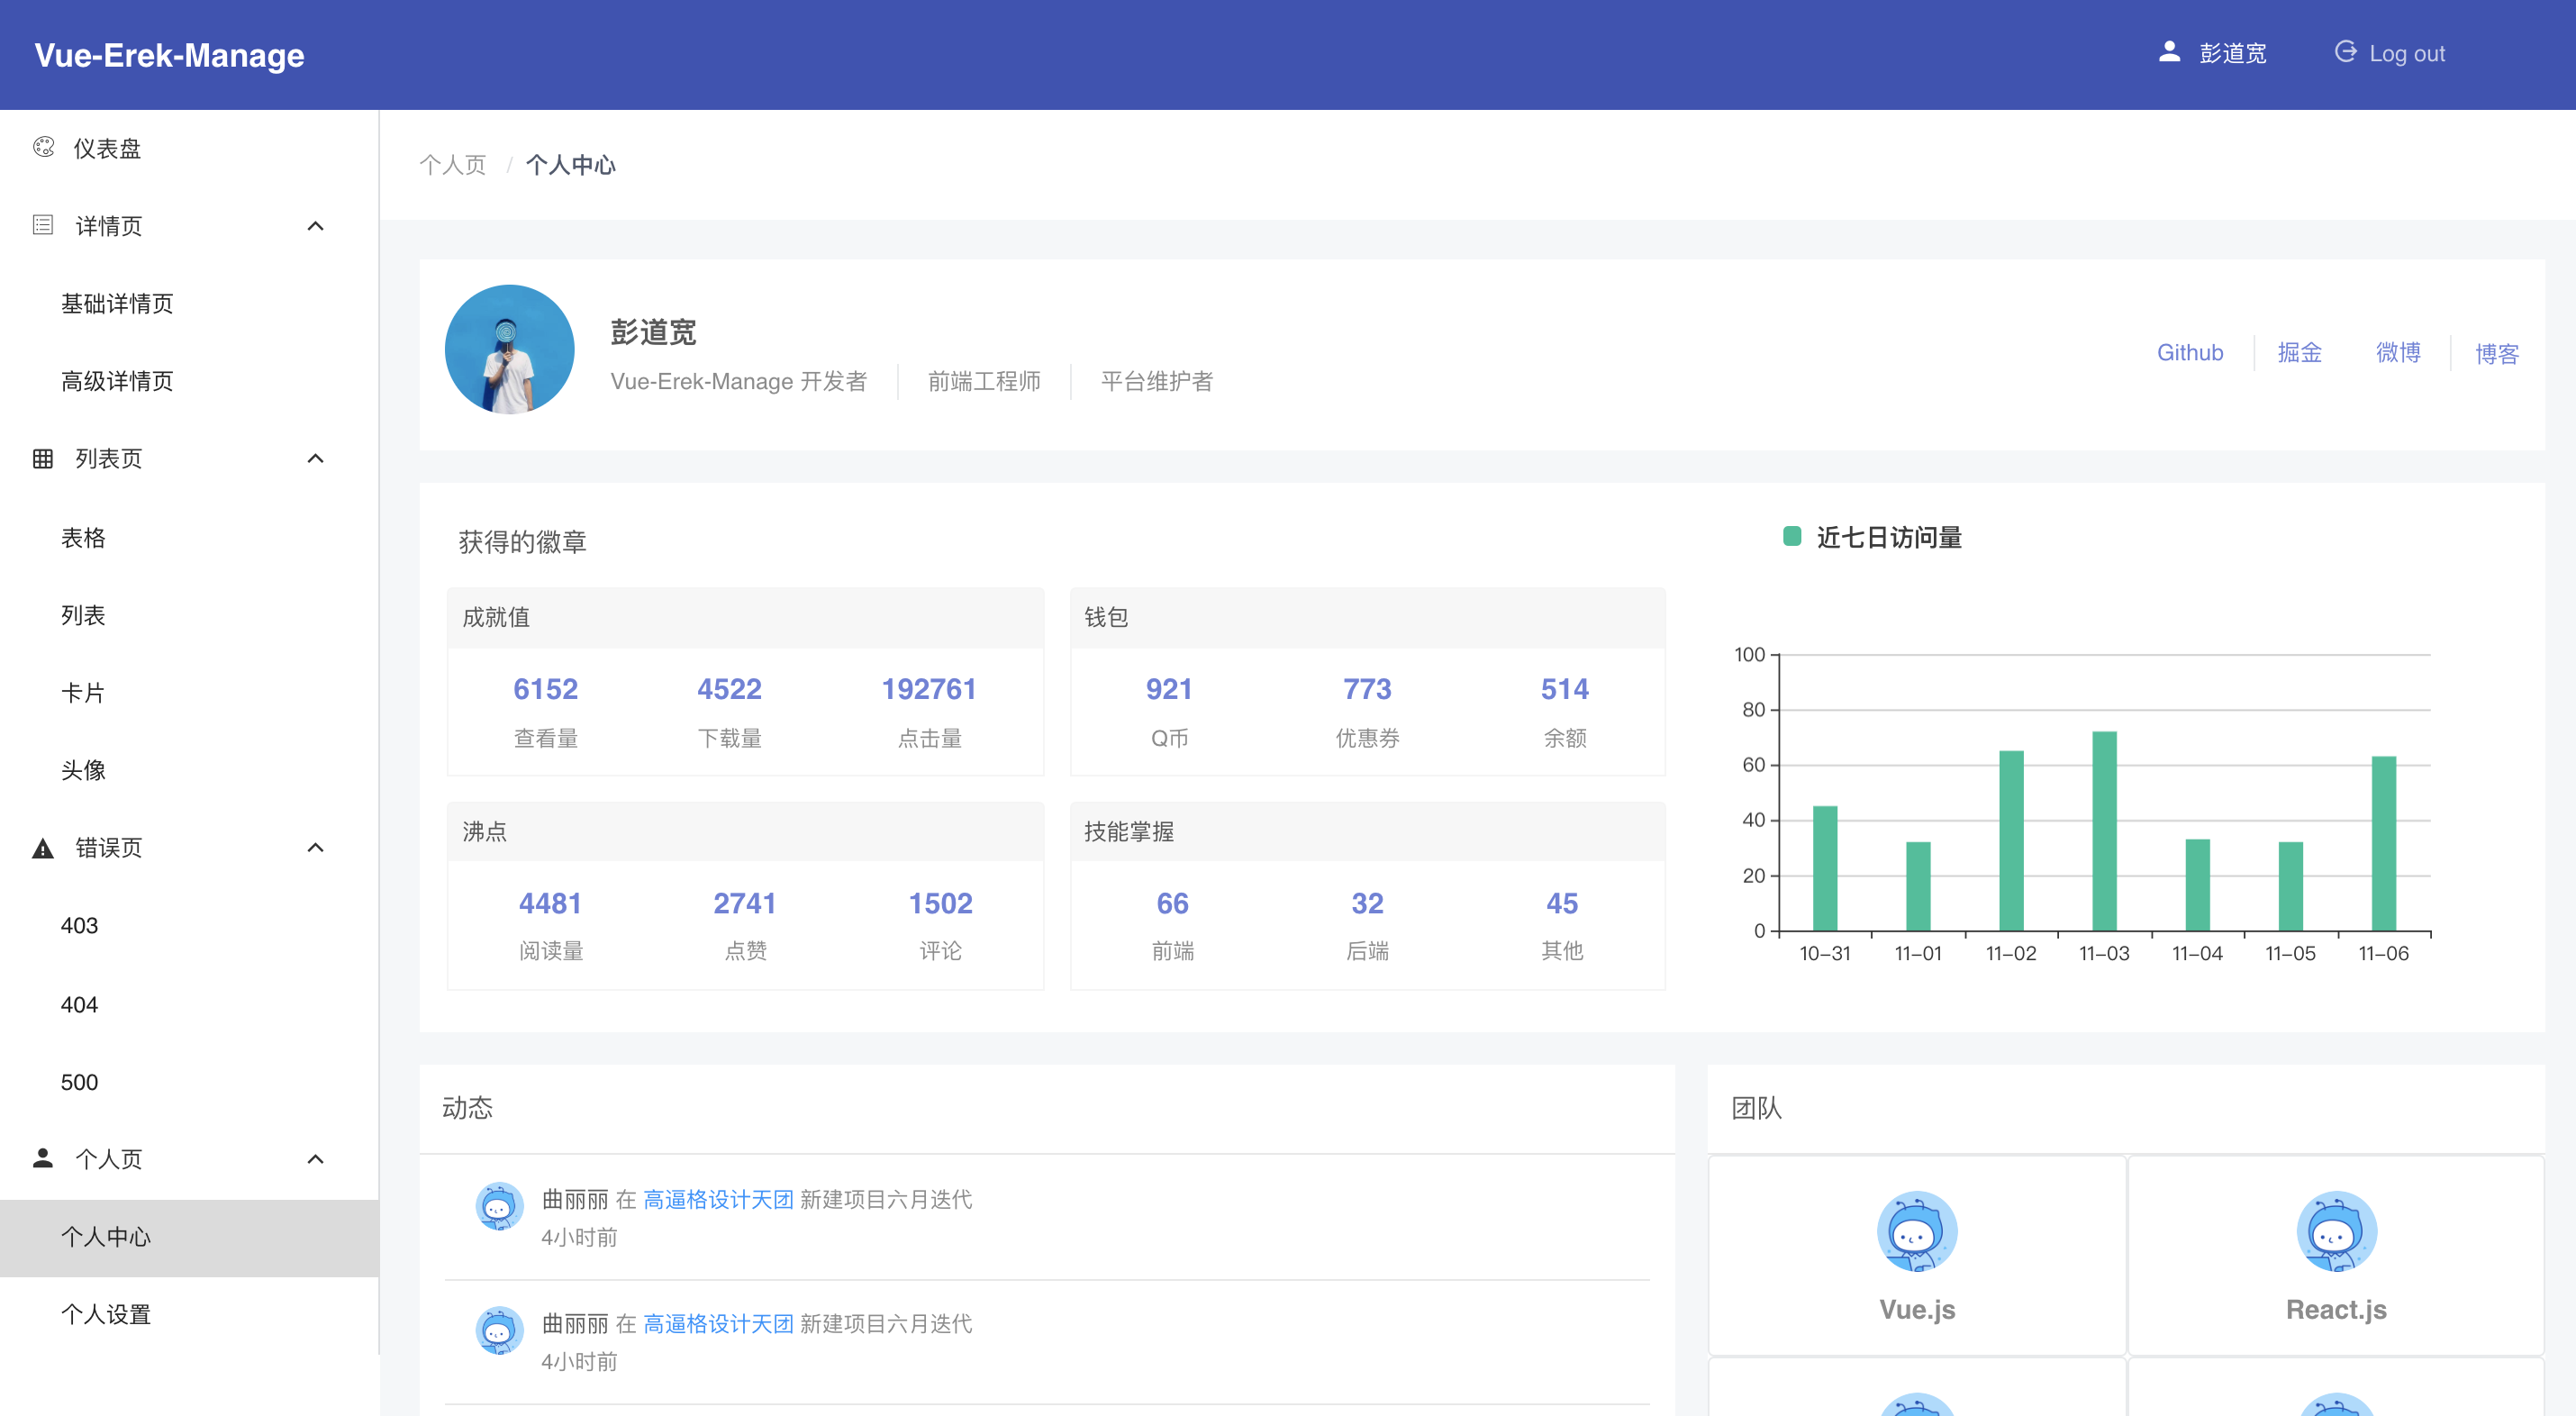 Vue-Erek-Manage
彭道宽
Log out
仪表盘
详情页
基础详情页
高级详情页
列表页
表格
列表
卡片
头像
错误页
403
404
500
个人页
个人中心
个人设置
个人页 / 个人中心
彭道宽
Vue-Erek-Manage 开发者 前端工程师 平台维护者
Github 掘金 微博 博客
获得的徽章
成就值
6152 4522 192761
查看量 下载量 点击量
钱包
921 773 514
Q币 优惠券 余额
沸点
4481 2741 1502
阅读量 点赞 评论
技能掌握
66 32 45
前端 后端 其他
近七日访问量
100
80
60
40
20
0
10-31 11-01 11-02 11-03 11-04 11-05 11-06
动态
曲丽丽 在 高逼格设计天团 新建项目六月迭代
4小时前
曲丽丽 在 高逼格设计天团 新建项目六月迭代
4小时前
团队
Vue.js
React.js